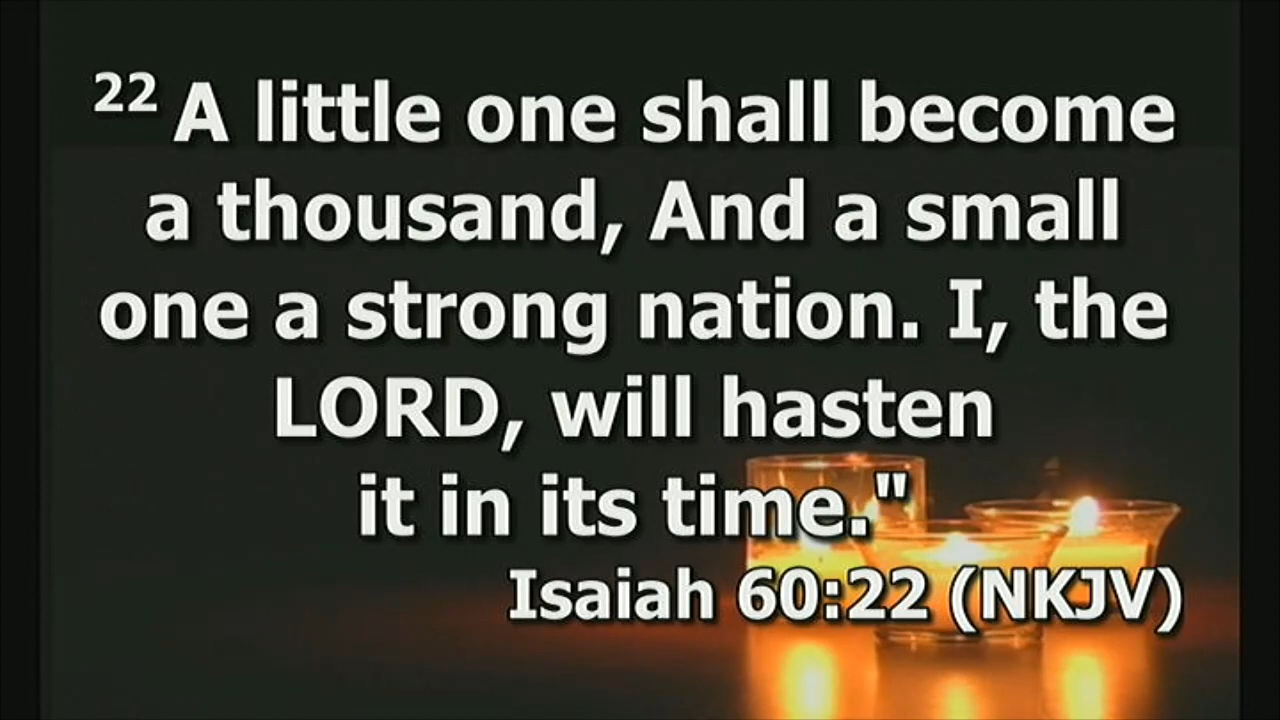 22 A little one shall become
a thousand, And a small
one a strong nation. I, the
LORD, will hasten
it in its time."
Isaiah 60:22 (NKJV)